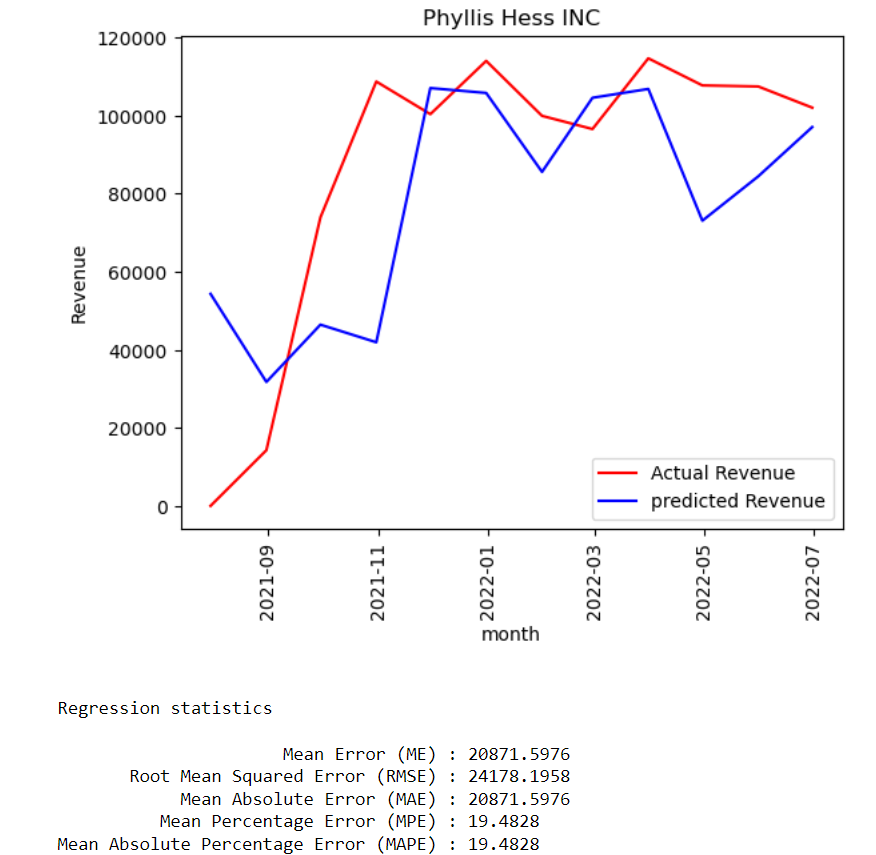 Phyllis Hess INC
120000
100000
80000
60000
40000
20000
0
Revenue
Actual Revenue
predicted Revenue
2021-09
2021-11
2022-01
2022-03
2022-05
2022-07
month
Regression statistics
Mean Error (ME) : 20871.5976
Root Mean Squared Error (RMSE) : 24178.1958
Mean Absolute Error (MAE) : 20871.5976
Mean Percentage Error (MPE) : 19.4828
Mean Absolute Percentage Error (MAPE) : 19.4828